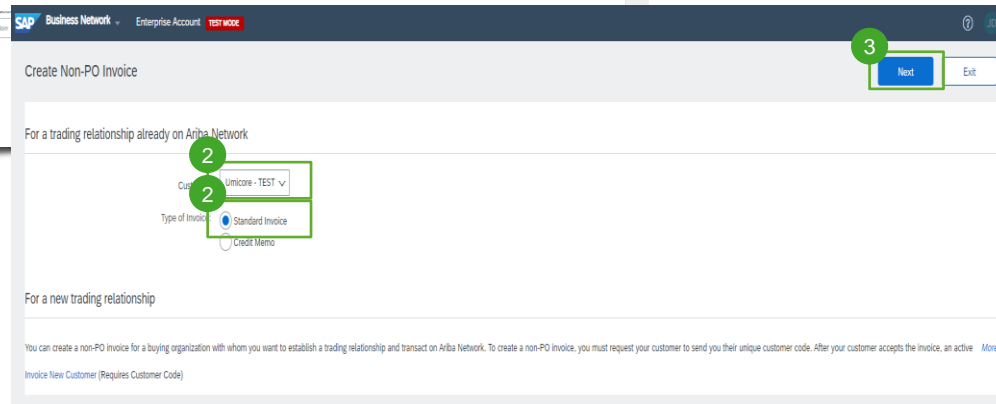 SAP Business Network Enterprise Account TEST MODE
3
Create Non-PO Invoice
Next Exit
For a trading relationship already on Ariba Network
2
Umicore - TEST
2
Type of Invoice:
Standard Invoice
Credit Memo
For a new trading relationship
You can create a non-PO invoice for a buying organization with whom you want to establish a trading relationship and transact on Ariba Network. To create a non-PO invoice, you must request your customer to send you their unique customer code. After your customer accepts the invoice, an active More
Invoice New Customer (Requires Customer Code)